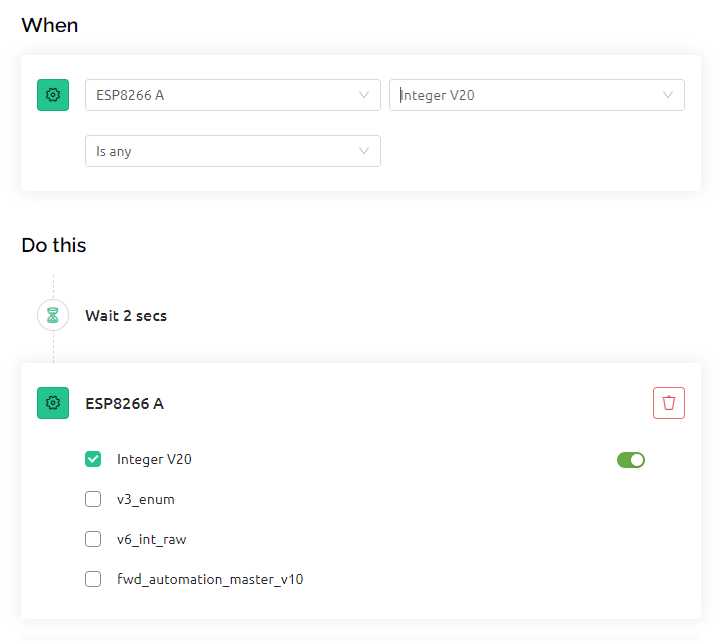 When
ESP8266 A
Integer V20
Is any
Do this
Wait 2 secs
ESP8266 A
Integer V20
v3_enum
v6_int_raw
fwd_automation_master_v10